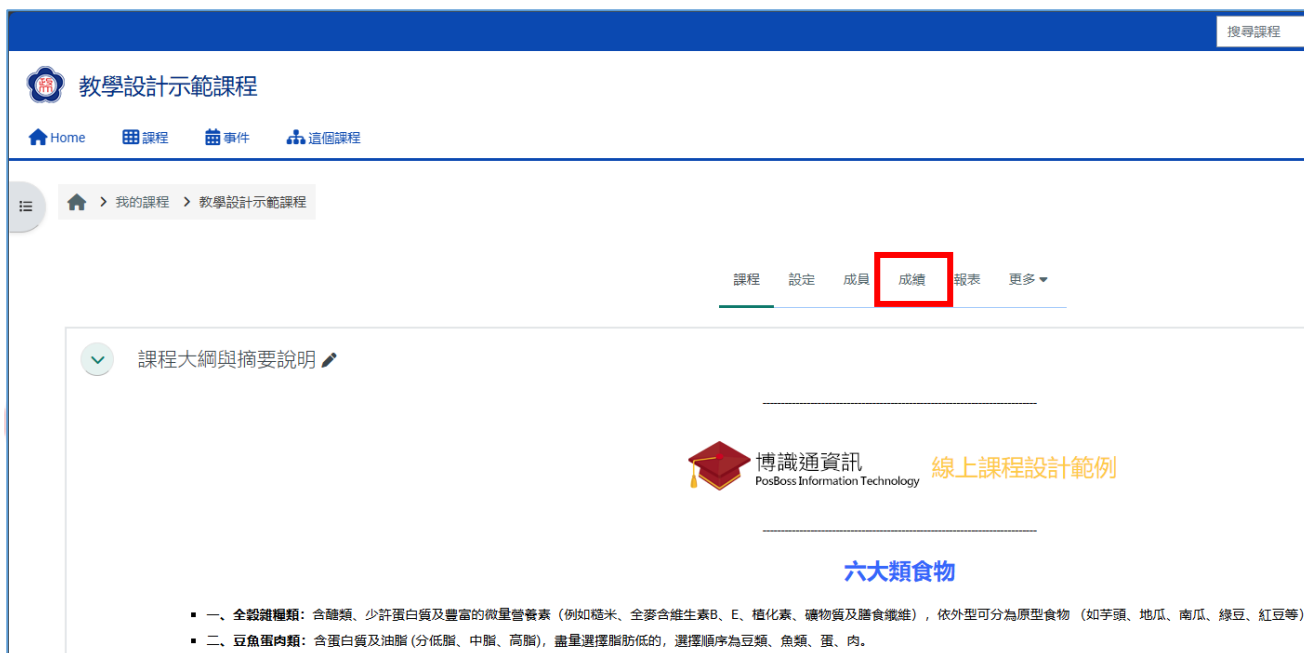 搜尋課程
教學設計示範課程
Home 課程 事件 這個課程
我的課程 > 教學設計示範課程
課程 設定 成員 成績 報表 更多
課程大綱與摘要說明
博識通資訊 線上課程設計範例
PosBoss Information Technology
六大類食物
一、全穀雜糧類：含醣類、少許蛋白質及豐富的微量營養素（例如糙米、全麥含維生素B、E、植化素、礦物質及膳食纖維），依外型可分為原型食物 （如芋頭、地瓜、南瓜、綠豆、紅豆等）
二、豆魚蛋肉類：含蛋白質及油脂 (分低脂、中脂、高脂)，盡量選擇脂肪低的，選擇順序為豆類、魚類、蛋、肉。